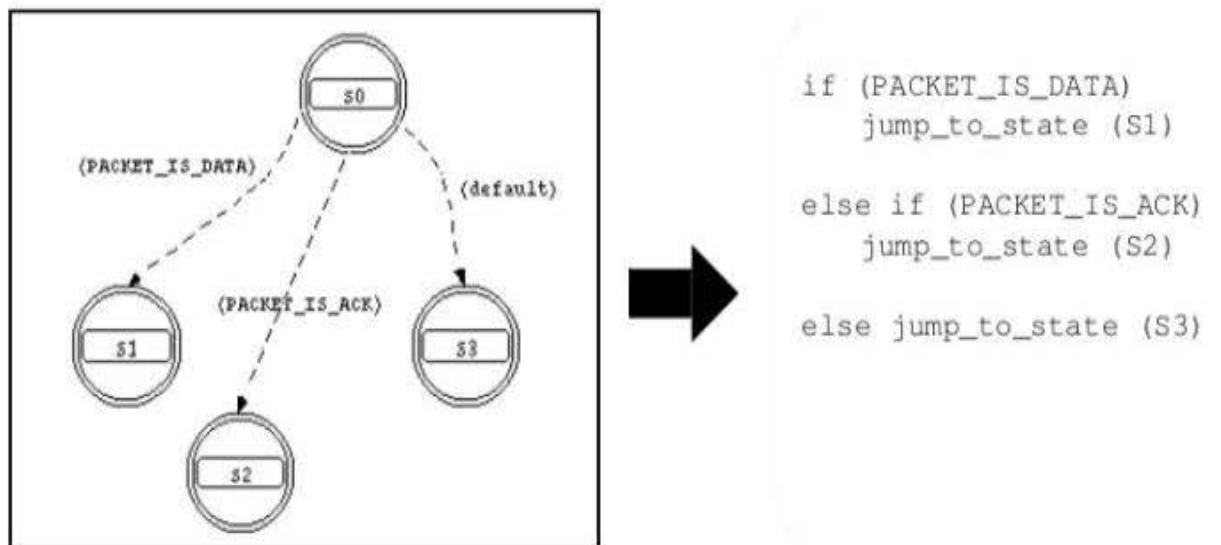 S0
(PACKET_IS_DATA)
(default)
(PACKET_IS_ACK)
S1
S3
S2
if (PACKET_IS_DATA)
jump_to_state (S1)
else if (PACKET_IS_ACK)
jump_to_state (S2)
else jump_to_state (S3)